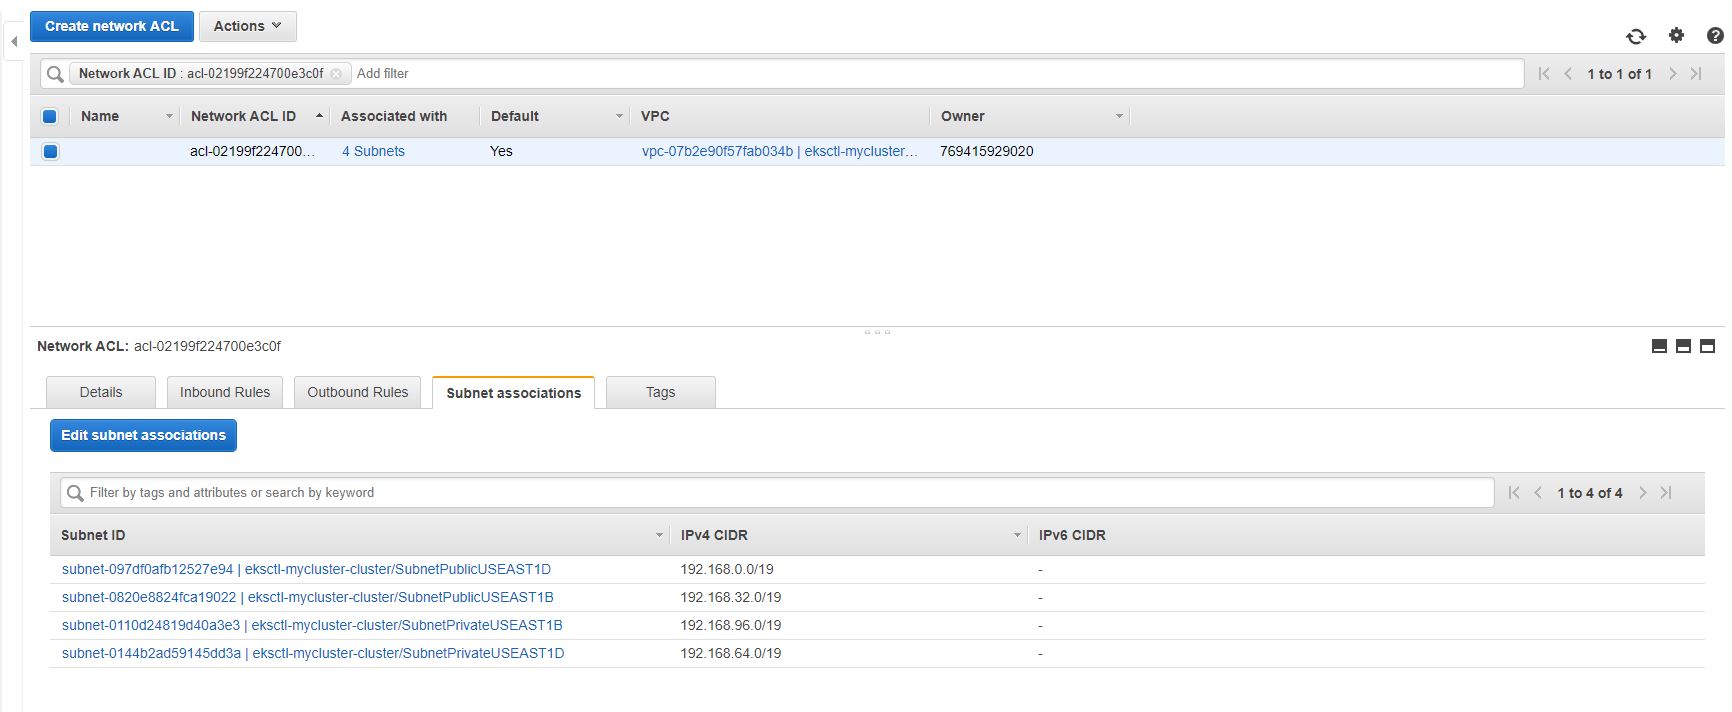 Create network ACL Actions
Network ACL ID : acl-02199f224700e3c0f Add filter 1 to 1 of 1
Name Network ACL ID Associated with Default VPC Owner
acl-02199f224700... 4 Subnets Yes vpc-07b2e90f57fab034b | eksctl-mycluster... 769415929020
Network ACL: acl-02199f224700e3c0f
Details Inbound Rules Outbound Rules Subnet associations Tags
Edit subnet associations
Filter by tags and attributes or search by keyword 1 to 4 of 4
Subnet ID IPv4 CIDR IPv6 CIDR
subnet-097df0afb12527e94 | eksctl-mycluster-cluster/SubnetPublicUSEAST1D 192.168.0.0/19 -
subnet-0820e8824fca19022 | eksctl-mycluster-cluster/SubnetPublicUSEAST1B 192.168.32.0/19 -
subnet-0110d24819d40a3e3 | eksctl-mycluster-cluster/SubnetPrivateUSEAST1B 192.168.96.0/19 -
subnet-0144b2ad59145dd3a | eksctl-mycluster-cluster/SubnetPrivateUSEAST1D 192.168.64.0/19 -